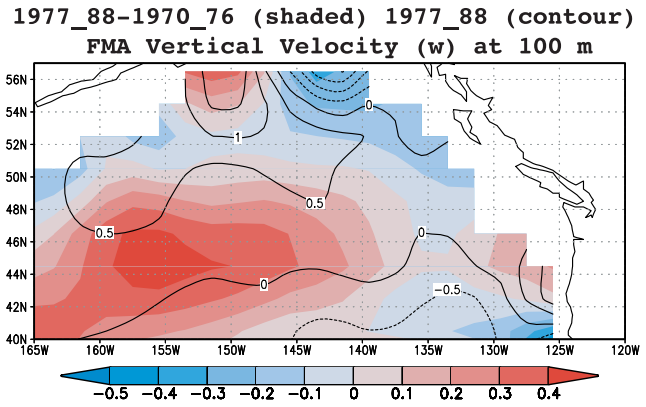 1977_88-1970_76 (shaded) 1977_88 (contour)
FMA Vertical Velocity (w) at 100 m
56N
54N
0
52N
1
50N
48N
0.5
46N
0.5
0
44N
0
−0.5
42N
40N
165W 160W 155W 150W 145W 140W 135W 130W 125W 120W
−0.5 −0.4 −0.3 −0.2 −0.1 0 0.1 0.2 0.3 0.4